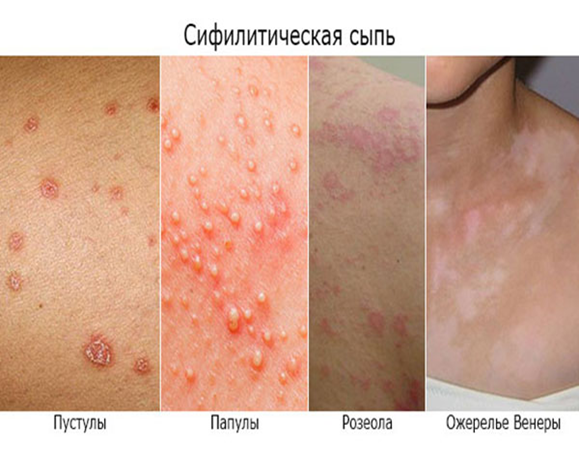 Сифилитическая сыпь
Пустулы
Папулы
Розеола
Ожерелье Венеры